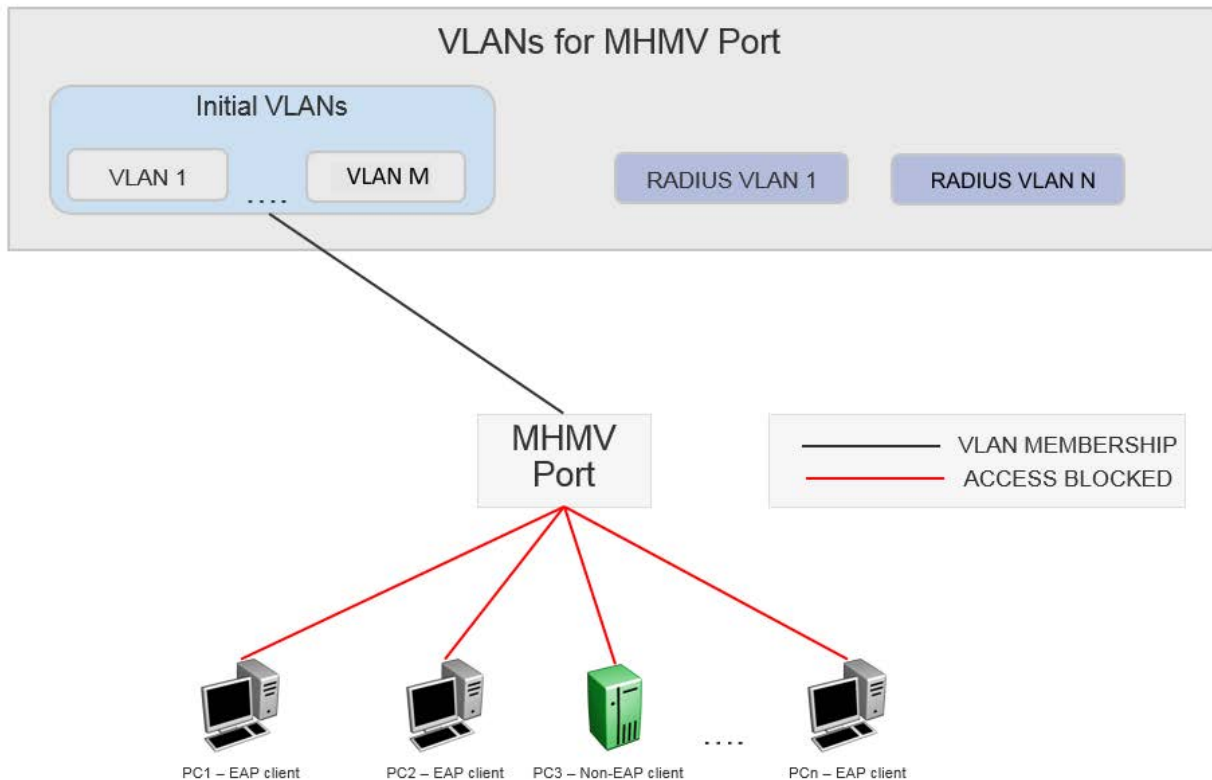 VLANs for MHMV Port
Initial VLANs
VLAN 1
....
VLAN M
RADIUS VLAN 1
RADIUS VLAN N
MHMV
Port
VLAN MEMBERSHIP
ACCESS BLOCKED
....
PC1 – EAP client
PC2 – EAP client
PC3 – Non-EAP client
PCn – EAP client